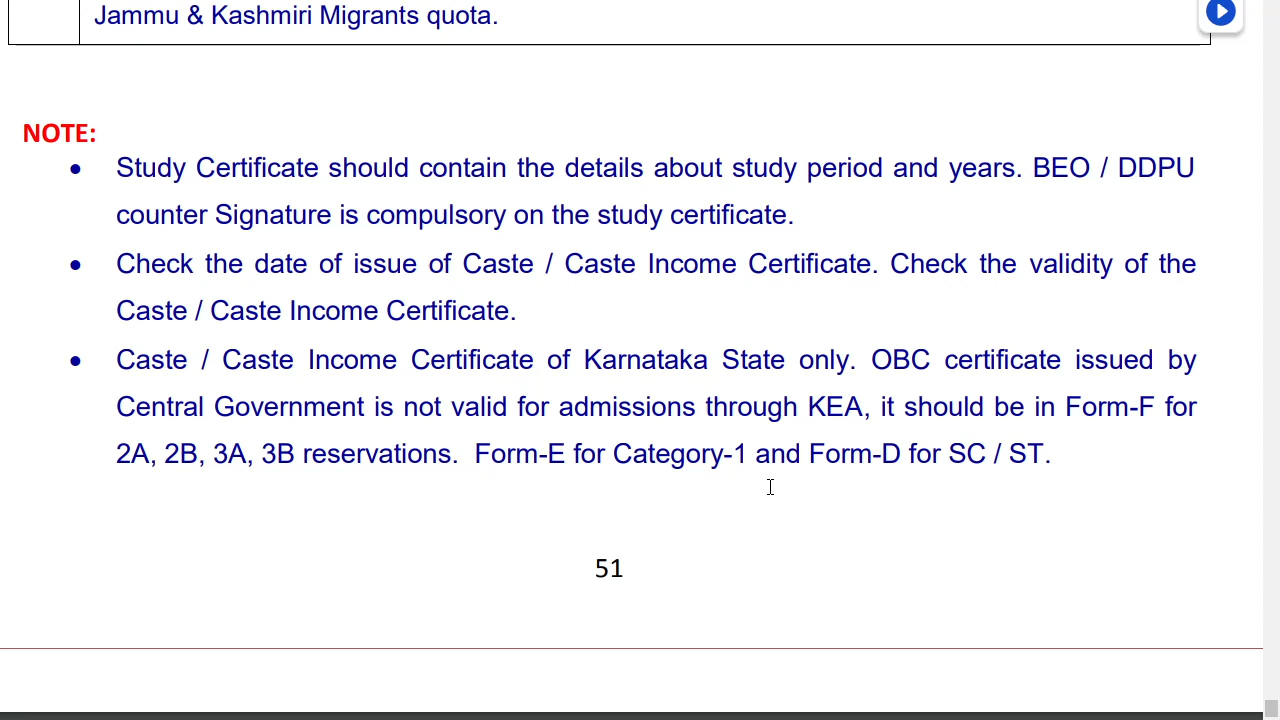 Jammu & Kashmiri Migrants quota.
NOTE:
• Study Certificate should contain the details about study period and years. BEO / DDPU
counter Signature is compulsory on the study certificate.
• Check the date of issue of Caste / Caste Income Certificate. Check the validity of the
Caste / Caste Income Certificate.
• Caste / Caste Income Certificate of Karnataka State only. OBC certificate issued by
Central Government is not valid for admissions through KEA, it should be in Form-F for
2A, 2B, 3A, 3B reservations.  Form-E for Category-1 and Form-D for SC / ST.
51